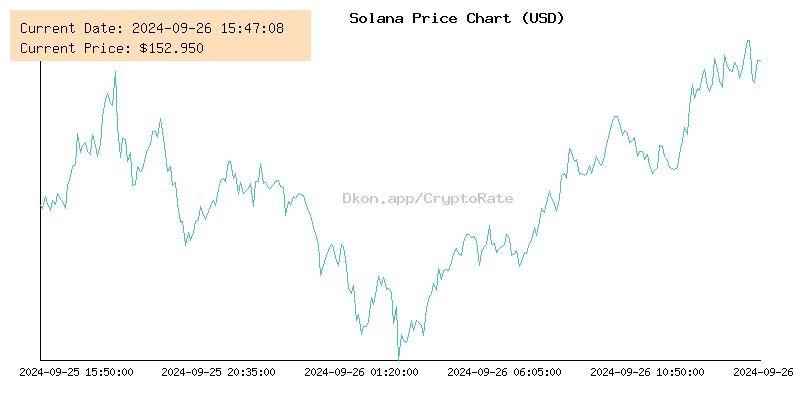 Solana Price Chart (USD)
Current Date: 2024-09-26 15:47:08
Current Price: $152.950
Dkon.app/CryptoRate
2024-09-25 15:50:00 2024-09-25 20:35:00 2024-09-26 01:20:00 2024-09-26 06:05:00 2024-09-26 10:50:00 2024-09-26